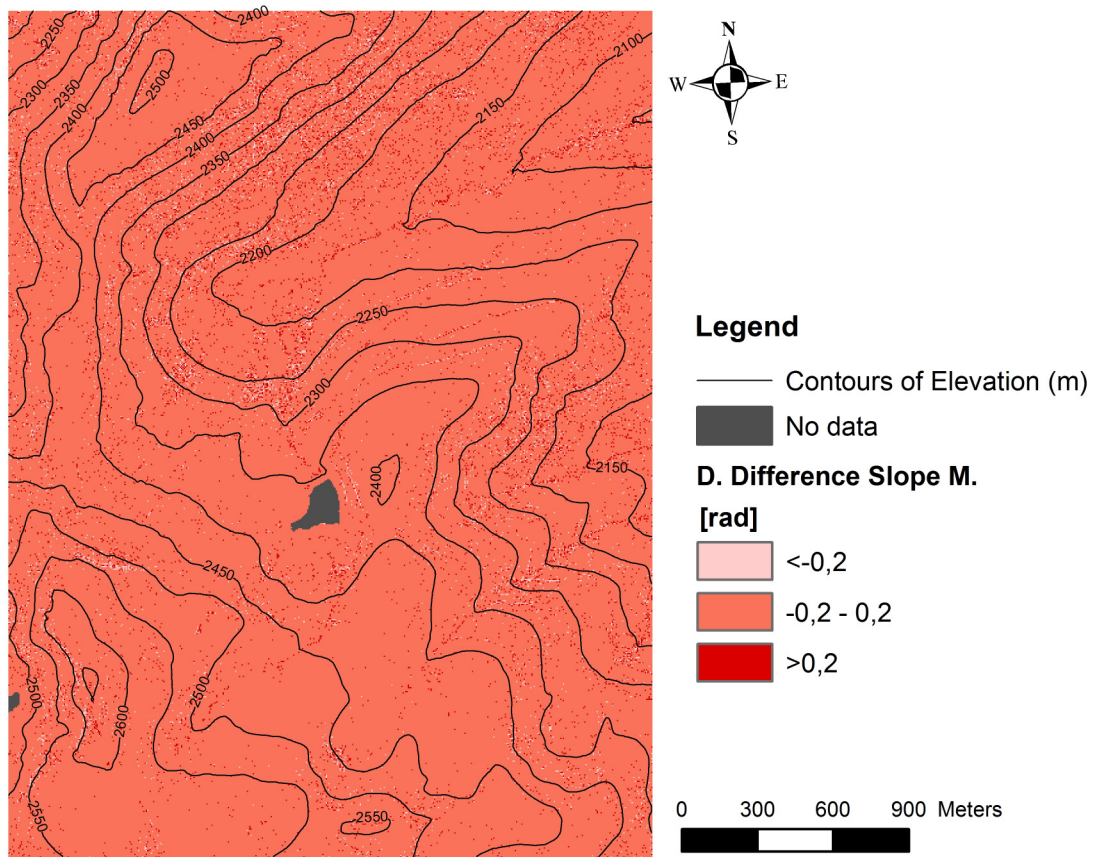 2400
2250
2300
2350
2400
2500
2450
2400
2350
2100
2150
2200
2250
2300
2400
2150
2450
2500
2500
2600
2550
2550
N
W E
S
Legend
Contours of Elevation (m)
No data
D. Difference Slope M.
[rad]
<-0,2
-0,2 - 0,2
>0,2
0 300 600 900 Meters